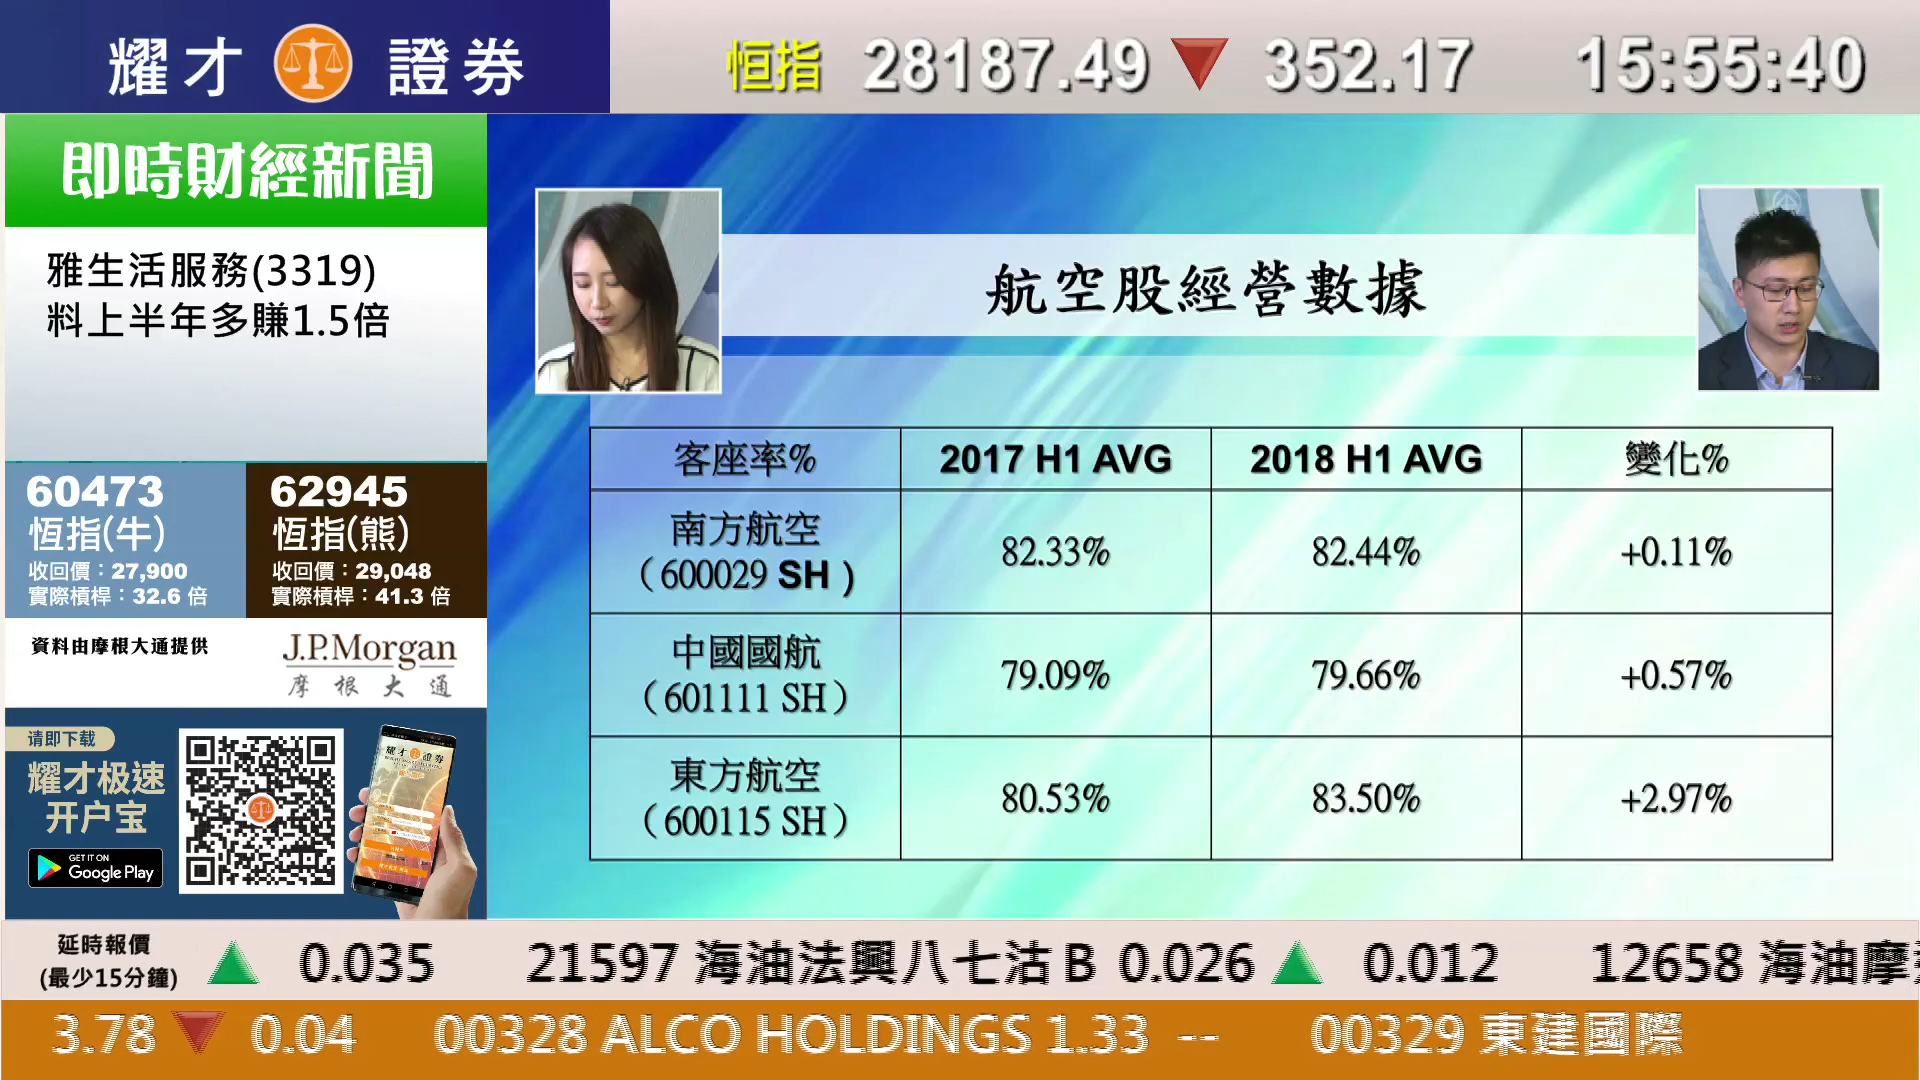 耀才 證券
恒指 28187.49 ▼ 352.17 15:55:40
即時財經新聞
雅生活服務(3319)
料上半年多賺1.5倍
60473
恆指(牛)
收回價：27,900
實際槓桿：32.6 倍
62945
恆指(熊)
收回價：29,048
實際槓桿：41.3 倍
資料由摩根大通提供
J.P.Morgan
摩根大通
请即下载
耀才极速
开户宝
GET IT ON
Google Play
耀才證券
航空股經營數據
客座率% 2017 H1 AVG 2018 H1 AVG 變化%
南方航空
（600029 SH） 82.33% 82.44% +0.11%
中國國航
（601111 SH） 79.09% 79.66% +0.57%
東方航空
（600115 SH） 80.53% 83.50% +2.97%
延時報價
(最少15分鐘)
▲ 0.035 21597 海油法興八七沽B 0.026 ▲ 0.012 12658 海油摩
3.78 ▼ 0.04 00328 ALCO HOLDINGS 1.33 -- 00329 東建國際